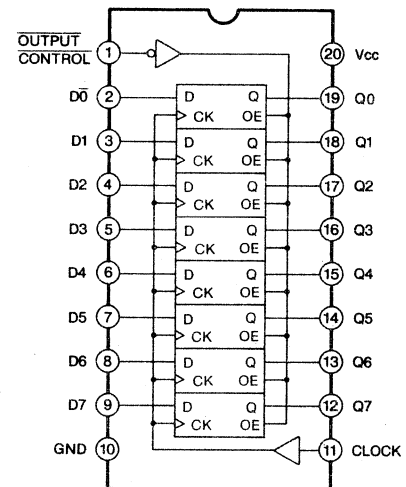 OUTPUT
CONTROL 1 20 Vcc
D0 2 D Q 19 Q0
CK OE
D1 3 D Q 18 Q1
CK OE
D2 4 D Q 17 Q2
CK OE
D3 5 D Q 16 Q3
CK OE
D4 6 D Q 15 Q4
CK OE
D5 7 D Q 14 Q5
CK OE
D6 8 D Q 13 Q6
CK OE
D7 9 D Q 12 Q7
CK OE
GND 10 11 CLOCK